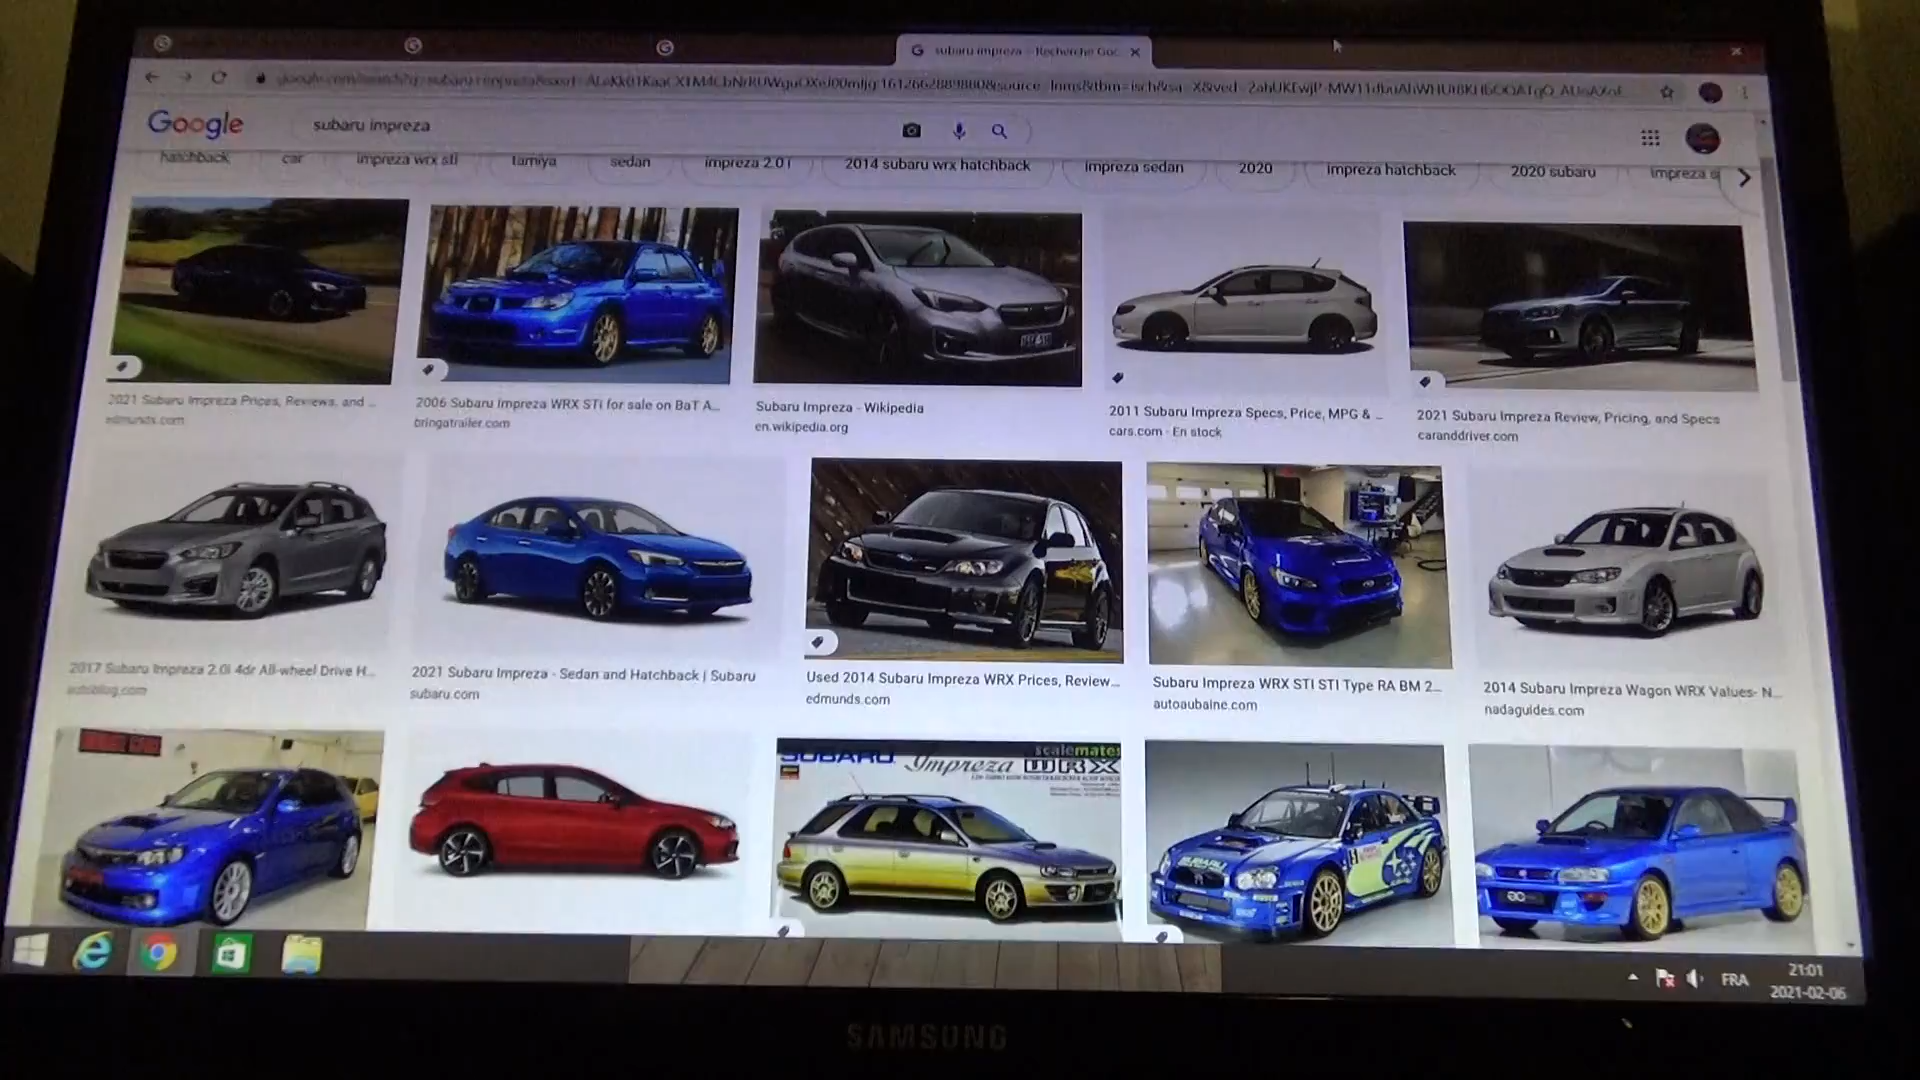 subaru impreza - Recherche Goo
Google
subaru impreza
hatchback
car
impreza wrx sti
tamiya
sedan
impreza 2.0 i
2014 subaru wrx hatchback
impreza sedan
2020
impreza hatchback
2020 subaru
impreza s
2021 Subaru Impreza Prices, Reviews, and ...
edmunds.com
2006 Subaru Impreza WRX STi for sale on BaT A...
bringatrailer.com
Subaru Impreza - Wikipedia
en.wikipedia.org
2011 Subaru Impreza Specs, Price, MPG & ...
cars.com - En stock
2021 Subaru Impreza Review, Pricing, and Specs
caranddriver.com
2017 Subaru Impreza 2.0i 4dr All-wheel Drive H...
autoblog.com
2021 Subaru Impreza - Sedan and Hatchback | Subaru
subaru.com
Used 2014 Subaru Impreza WRX Prices, Review...
edmunds.com
Subaru Impreza WRX STI STI Type RA BM 2...
autoaubaine.com
2014 Subaru Impreza Wagon WRX Values- N...
nadaguides.com
SUBARU Impreza WRX
scalemates
SUBARU
FRA
21:01
2021-02-06
SAMSUNG